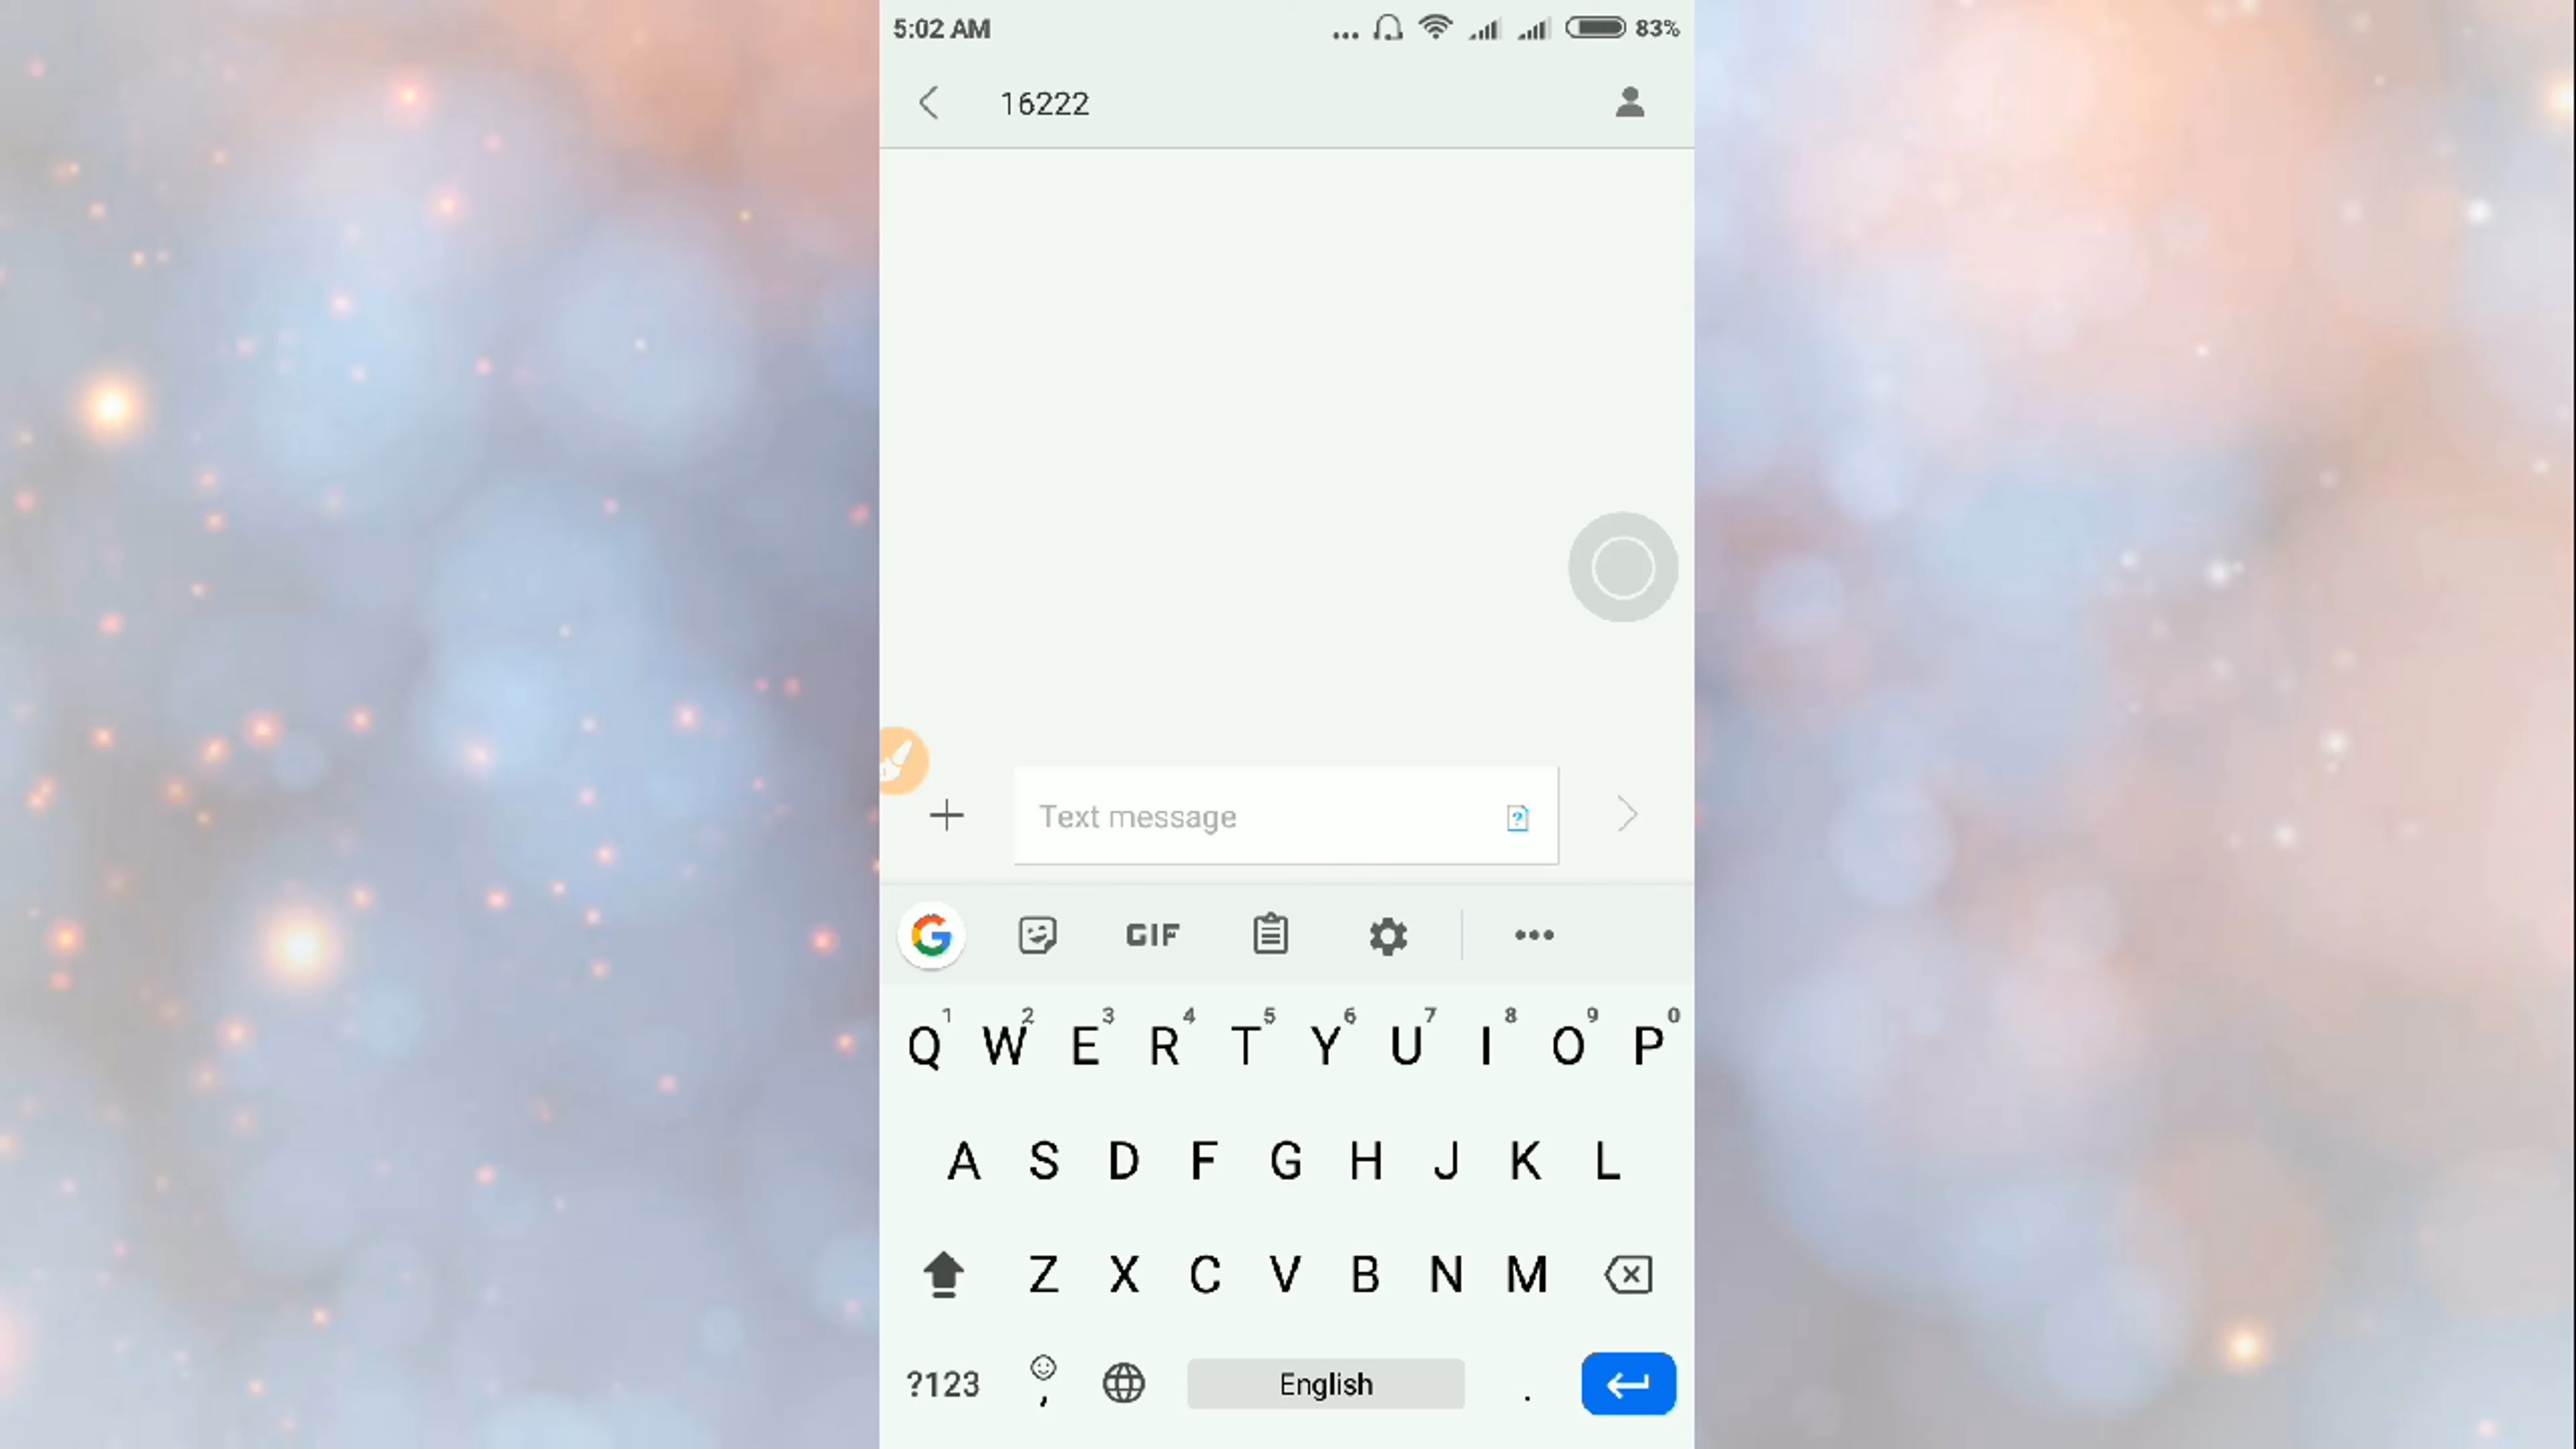 5:02 AM
83%
16222
Text message
GIF
1 2 3 4 5 6 7 8 9 0
Q W E R T Y U I O P
A S D F G H J K L
Z X C V B N M
?123 , English .